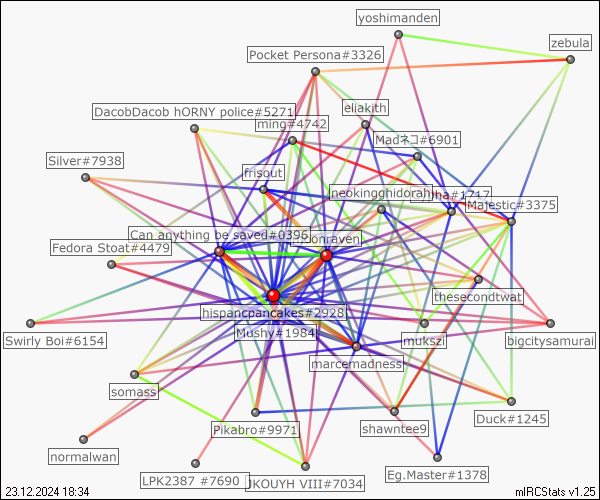 yoshimanden
zebula
Pocket Persona#3326
eliakith
DacobDacob hORNY police#5271
ming#4742
Madネコ#6901
Silver#7938
frisout
neokingghidorah
#1717
Majestic#3375
Can anything be saved#0396
onraven
Fedora Stoat#4479
thesecondtwat
hispancpancakes#2928
Mushy#1984
Swirly Boi#6154
mukszi
bigcitysamurai
marcemadness
somass
Duck#1245
Pikabro#9971
shawntee9
normalwan
LPK2387 #7690
JKOUYH VIII#7034
Eg.Master#1378
23.12.2024 18:34
mIRCStats v1.25